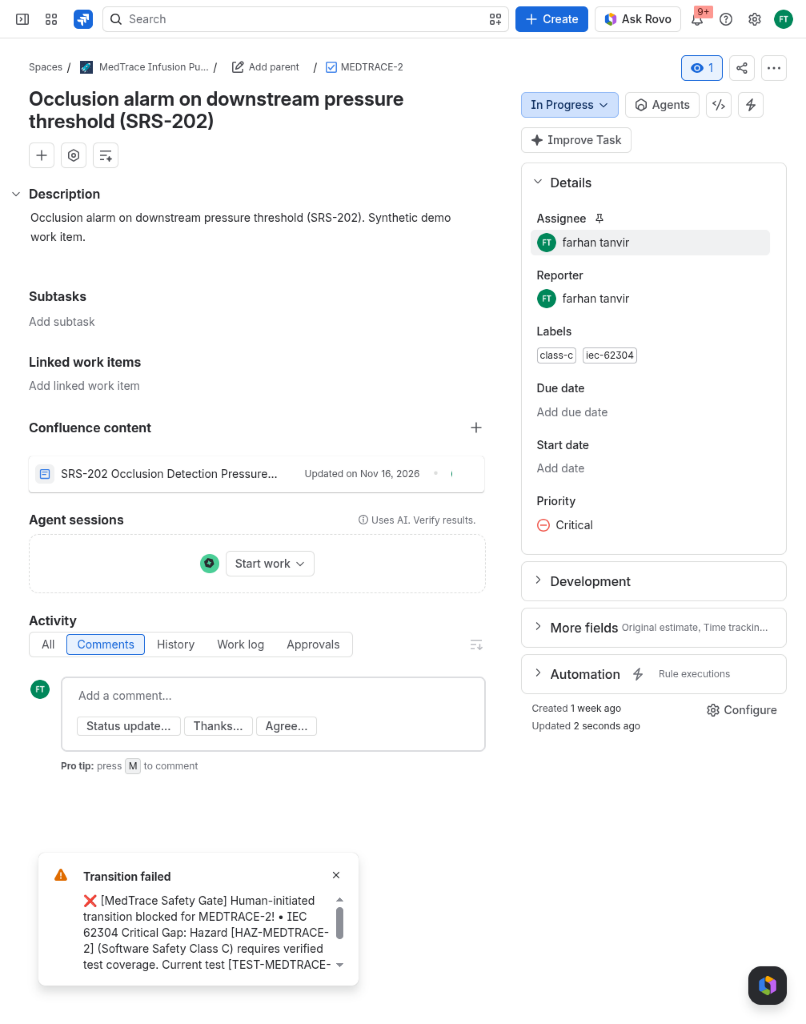 Search
Create
Ask Rovo
9+
FT
Spaces / MedTrace Infusion Pu... / Add parent / MEDTRACE-2
1
Occlusion alarm on downstream pressure
threshold (SRS-202)
In Progress
Agents
Improve Task
Description
Occlusion alarm on downstream pressure threshold (SRS-202). Synthetic demo
work item.
Subtasks
Add subtask
Linked work items
Add linked work item
Confluence content
SRS-202 Occlusion Detection Pressure...
Updated on Nov 16, 2026
Agent sessions
Uses AI. Verify results.
Start work
Activity
All
Comments
History
Work log
Approvals
FT
Add a comment...
Status update...
Thanks...
Agree...
Pro tip: press M to comment
Details
Assignee
FT farhan tanvir
Reporter
FT farhan tanvir
Labels
class-c
iec-62304
Due date
Add due date
Start date
Add date
Priority
Critical
Development
More fields Original estimate, Time trackin...
Automation Rule executions
Created 1 week ago
Updated 2 seconds ago
Configure
Transition failed
❌ [MedTrace Safety Gate] Human-initiated
transition blocked for MEDTRACE-2! • IEC
62304 Critical Gap: Hazard [HAZ-MEDTRACE-
2] (Software Safety Class C) requires verified
test coverage. Current test [TEST-MEDTRACE-